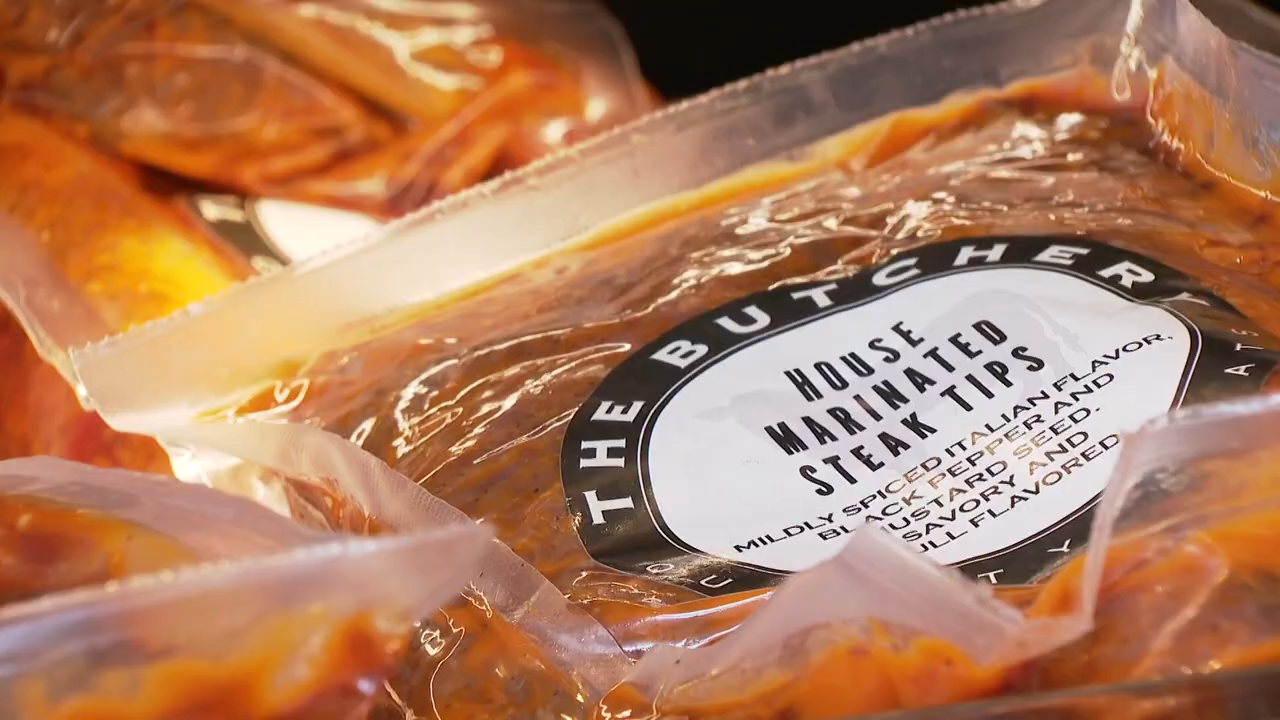 THE BUTCHERY
HOUSE
MARINATED
STEAK TIPS
MILDLY SPICED ITALIAN FLAVOR,
BLACK PEPPER AND
MUSTARD SEED.
SAVORY AND
FULL FLAVORED